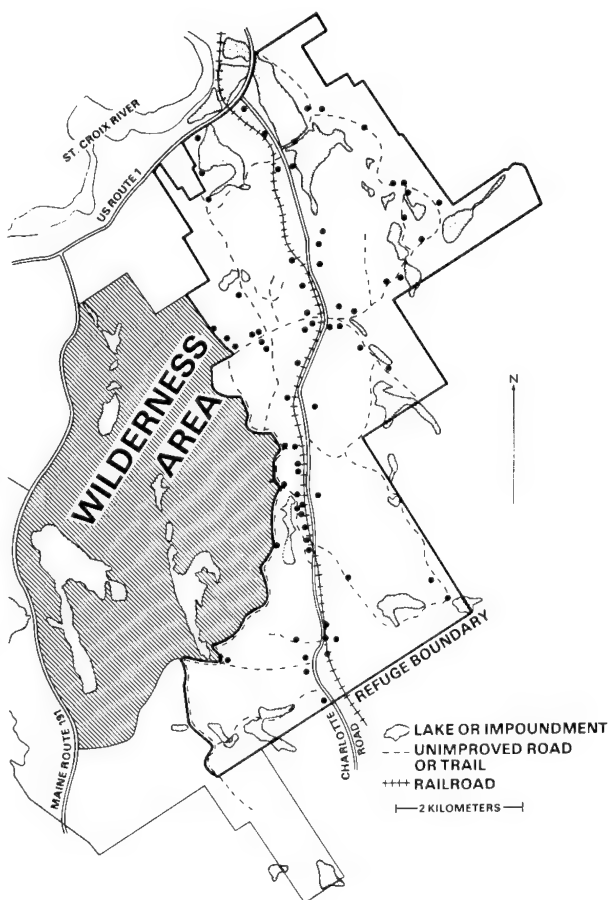 ST. CROIX RIVER
US ROUTE 1
N
WILDERNESS
AREA
REFUGE BOUNDARY
CHARLOTTE
ROAD
MAINE ROUTE 191
LAKE OR IMPOUNDMENT
UNIMPROVED ROAD
OR TRAIL
RAILROAD
2 KILOMETERS